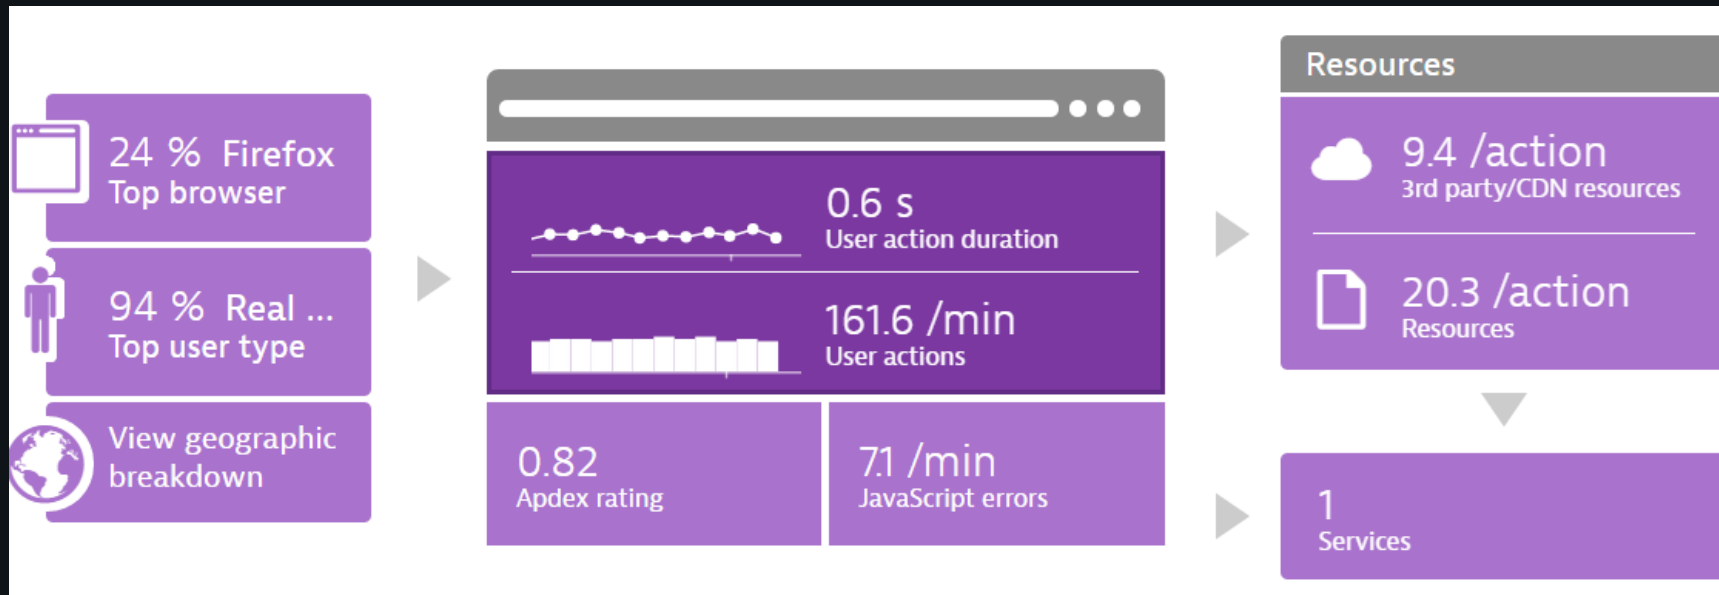 24 % Firefox
Top browser
94 % Real ...
Top user type
View geographic
breakdown
0.6 s
User action duration
161.6 /min
User actions
0.82
Apdex rating
7.1 /min
JavaScript errors
Resources
9.4 /action
3rd party/CDN resources
20.3 /action
Resources
1
Services